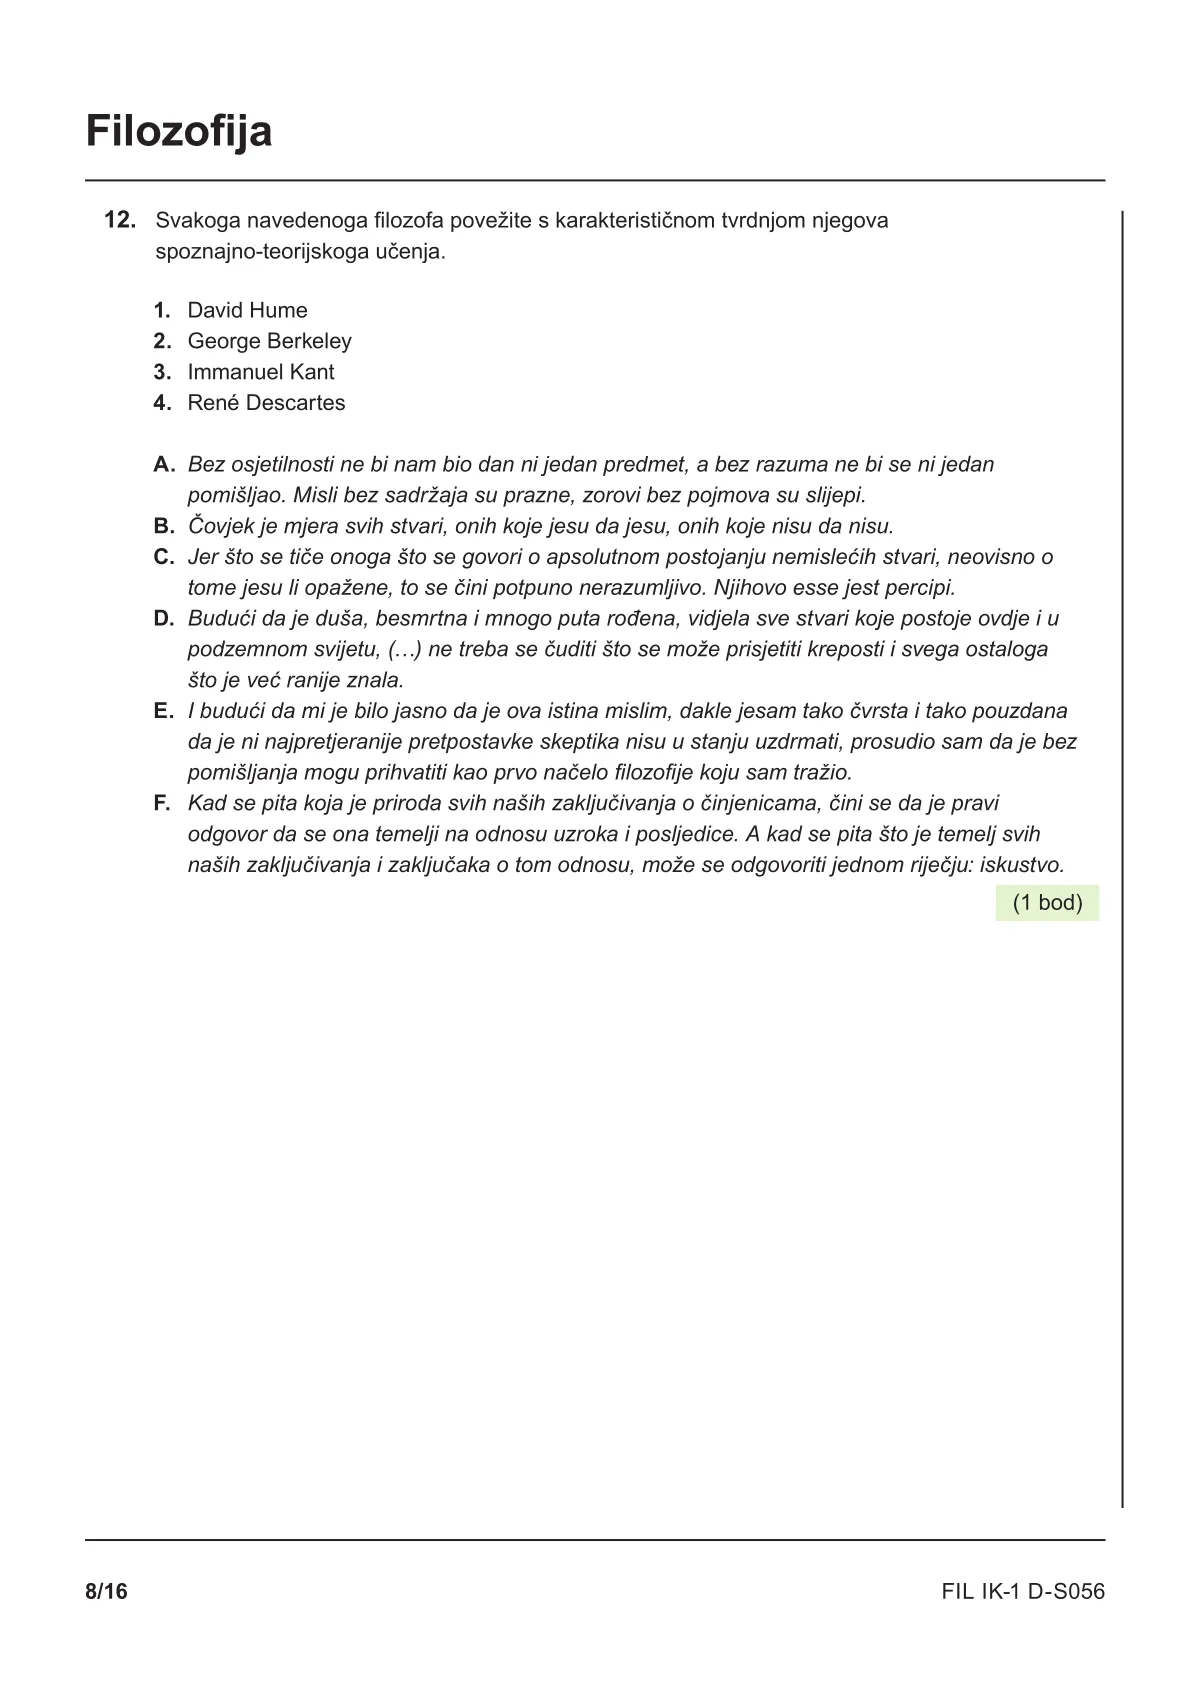 Filozofija
12. Svakoga navedenoga filozofa povežite s karakterističnom tvrdnjom njegova
spoznajno-teorijskoga učenja.
1. David Hume
2. George Berkeley
3. Immanuel Kant
4. René Descartes
A. Bez osjetilnosti ne bi nam bio dan ni jedan predmet, a bez razuma ne bi se ni jedan
pomišljao. Misli bez sadržaja su prazne, zorovi bez pojmova su slijepi.
B. Čovjek je mjera svih stvari, onih koje jesu da jesu, onih koje nisu da nisu.
C. Jer što se tiče onoga što se govori o apsolutnom postojanju nemislećih stvari, neovisno o
tome jesu li opažene, to se čini potpuno nerazumljivo. Njihovo esse jest percipi.
D. Budući da je duša, besmrtna i mnogo puta rođena, vidjela sve stvari koje postoje ovdje i u
podzemnom svijetu, (…) ne treba se čuditi što se može prisjetiti kreposti i svega ostaloga
što je već ranije znala.
E. I budući da mi je bilo jasno da je ova istina mislim, dakle jesam tako čvrsta i tako pouzdana
da je ni najpretjeranije pretpostavke skeptika nisu u stanju uzdrmati, prosudio sam da je bez
pomišljanja mogu prihvatiti kao prvo načelo filozofije koju sam tražio.
F. Kad se pita koja je priroda svih naših zaključivanja o činjenicama, čini se da je pravi
odgovor da se ona temelji na odnosu uzroka i posljedice. A kad se pita što je temelj svih
naših zaključivanja i zaključaka o tom odnosu, može se odgovoriti jednom riječju: iskustvo.
(1 bod)
8/16
FIL IK-1 D-S056